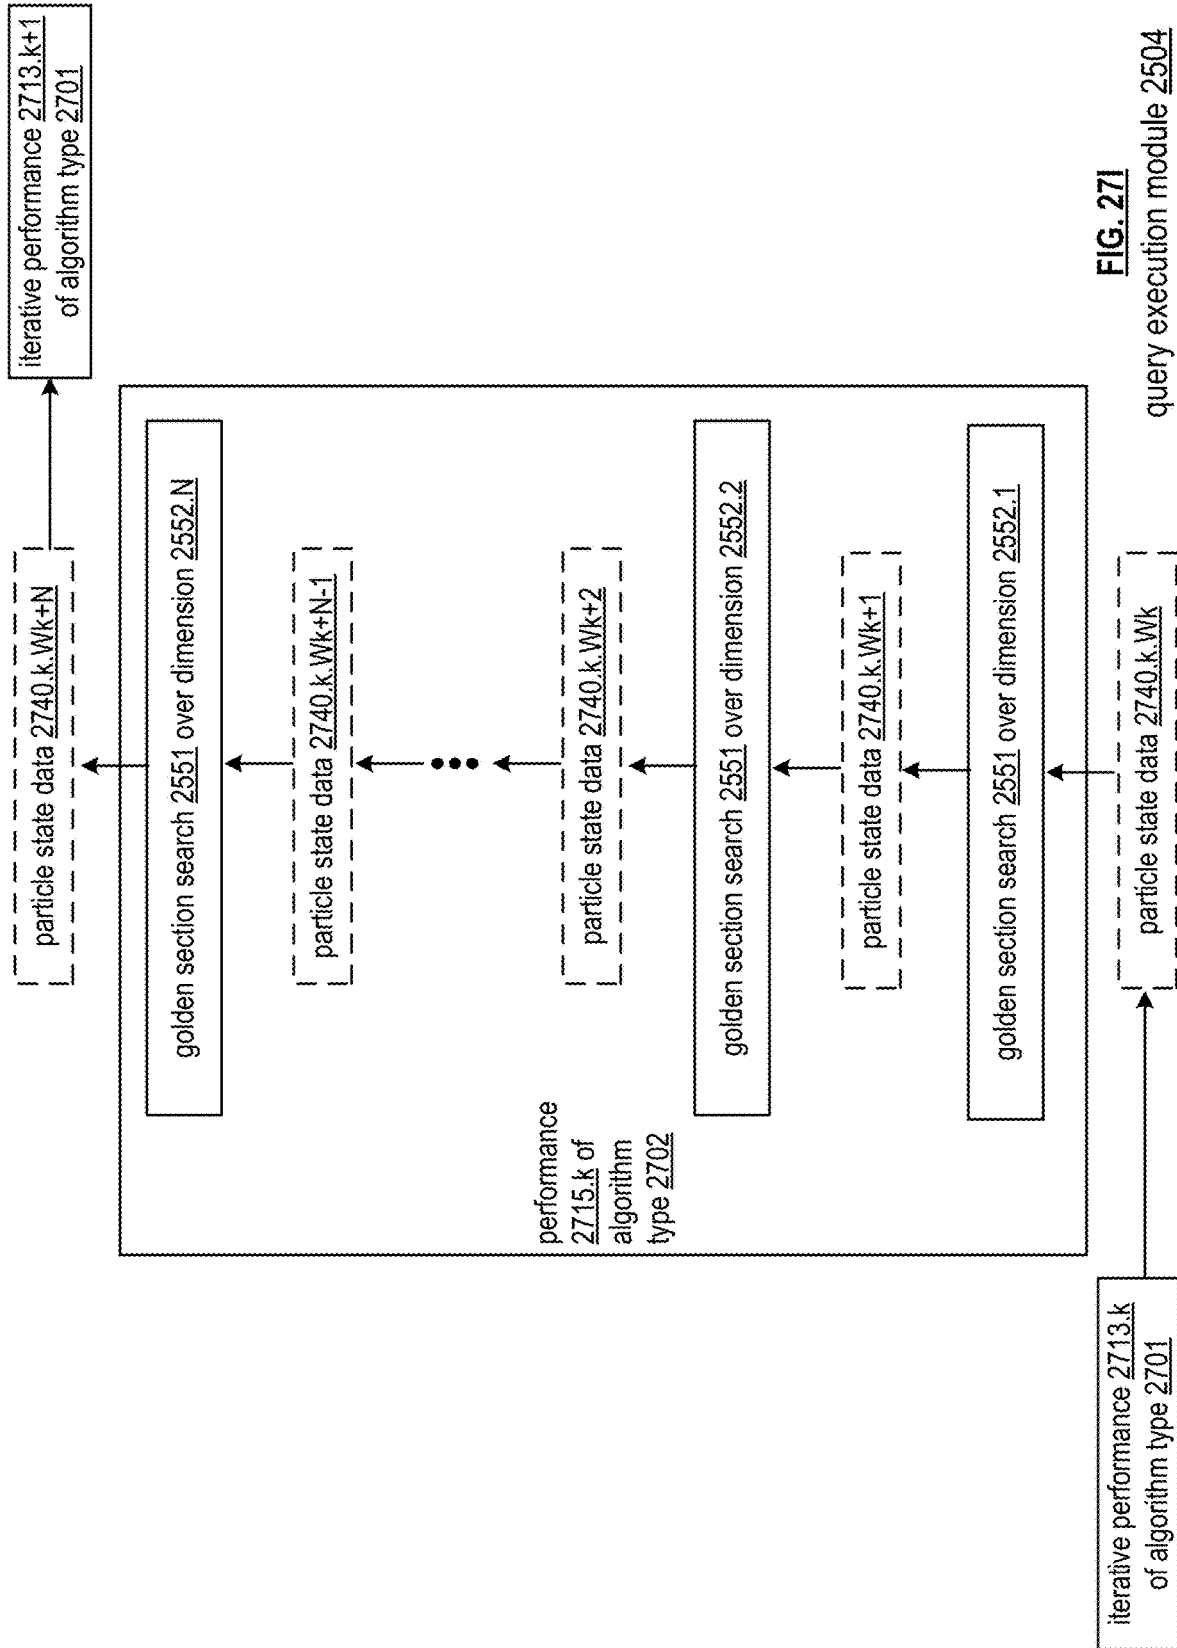 iterative performance 2713.k
of algorithm type 2701
particle state data 2740.k.Wk
performance
2715.k of
algorithm
type 2702
golden section search 2551 over dimension 2552.1
particle state data 2740.k.Wk+1
golden section search 2551 over dimension 2552.2
particle state data 2740.k.Wk+2
particle state data 2740.k.Wk+N-1
golden section search 2551 over dimension 2552.N
particle state data 2740.k.Wk+N
iterative performance 2713.k+1
of algorithm type 2701
FIG. 27I
query execution module 2504